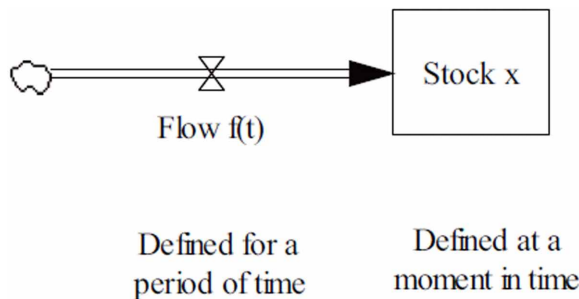 Stock x
Flow f(t)
Defined for a
period of time
Defined at a
moment in time